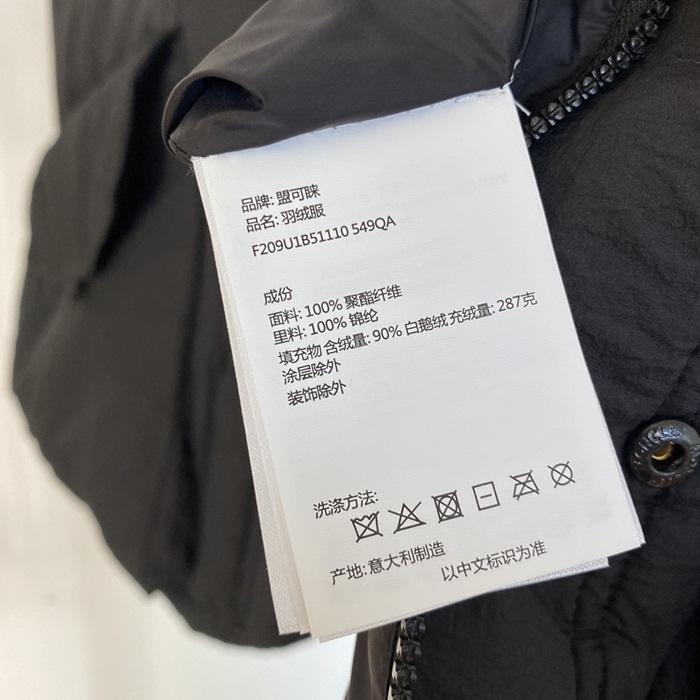 品牌: 盟可睐
品名: 羽绒服
F209U1B51110 549QA
成份
面料: 100% 聚酯纤维
里料: 100% 锦纶
填充物 含绒量: 90% 白鹅绒 充绒量: 287克
涂层除外
装饰除外
洗涤方法:
产地: 意大利制造
以中文标识为准